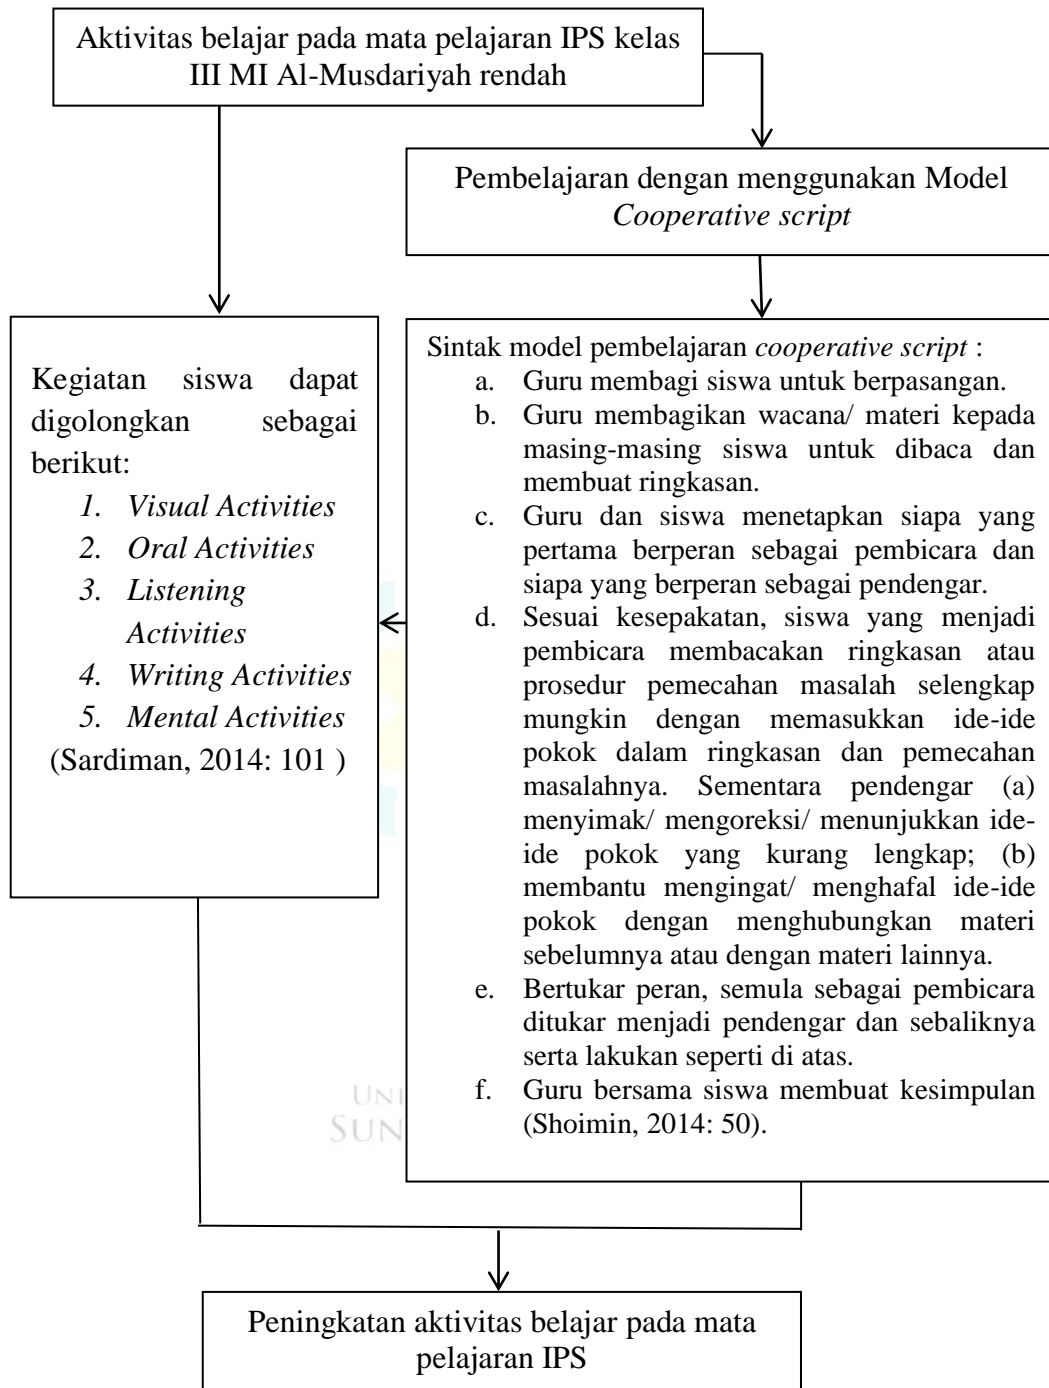 Aktivitas belajar pada mata pelajaran IPS kelas
III MI Al-Musdariyah rendah
Pembelajaran dengan menggunakan Model
Cooperative script
Kegiatan siswa dapat
digolongkan sebagai
berikut:
1. Visual Activities
2. Oral Activities
3. Listening
Activities
4. Writing Activities
5. Mental Activities
(Sardiman, 2014: 101 )
Sintak model pembelajaran cooperative script :
a. Guru membagi siswa untuk berpasangan.
b. Guru membagikan wacana/ materi kepada
masing-masing siswa untuk dibaca dan
membuat ringkasan.
c. Guru dan siswa menetapkan siapa yang
pertama berperan sebagai pembicara dan
siapa yang berperan sebagai pendengar.
d. Sesuai kesepakatan, siswa yang menjadi
pembicara membacakan ringkasan atau
prosedur pemecahan masalah selengkap
mungkin dengan memasukkan ide-ide
pokok dalam ringkasan dan pemecahan
masalahnya. Sementara pendengar (a)
menyimak/ mengoreksi/ menunjukkan ide-
ide pokok yang kurang lengkap; (b)
membantu mengingat/ menghafal ide-ide
pokok dengan menghubungkan materi
sebelumnya atau dengan materi lainnya.
e. Bertukar peran, semula sebagai pembicara
ditukar menjadi pendengar dan sebaliknya
serta lakukan seperti di atas.
f. Guru bersama siswa membuat kesimpulan
(Shoimin, 2014: 50).
UNI
SUN
Peningkatan aktivitas belajar pada mata
pelajaran IPS